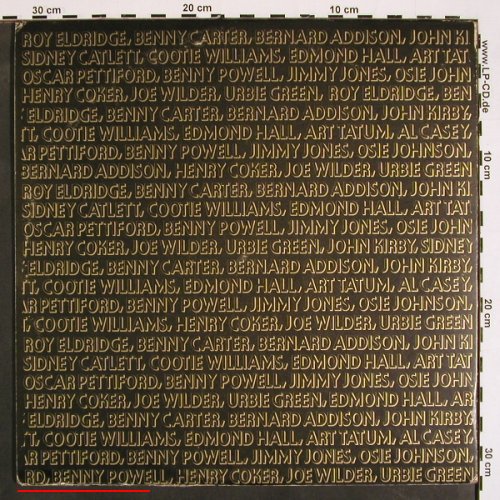 30 cm 20 cm 10 cm
www.LP-CD.de
ROY ELDRIDGE, BENNY CARTER, BERNARD ADDISON, JOHN KI
SIDNEY CATLETT, COOTIE WILLIAMS, EDMOND HALL, ART TAT
OSCAR PETTIFORD, BENNY POWELL, JIMMY JONES, OSIE JOHN
HENRY COKER, JOE WILDER, URBIE GREEN, ROY ELDRIDGE, BE
ELDRIDGE, BENNY CARTER, BERNARD ADDISON, JOHN KIRBY,
TT, COOTIE WILLIAMS, EDMOND HALL, ART TATUM, AL CASEY,
AR PETTIFORD, BENNY POWELL, JIMMY JONES, OSIE JOHNSON,
BERNARD ADDISON, HENRY COKER, JOE WILDER, URBIE GREEN
ROY ELDRIDGE, BENNY CARTER, BERNARD ADDISON, JOHN KI
SIDNEY CATLETT, COOTIE WILLIAMS, EDMOND HALL, ART TAT
OSCAR PETTIFORD, BENNY POWELL, JIMMY JONES, OSIE JOHN
HENRY COKER, JOE WILDER, URBIE GREEN, JOHN KIRBY, SIDNEY
ELDRIDGE, BENNY CARTER, BERNARD ADDISON, JOHN KIRBY,
TT, COOTIE WILLIAMS, EDMOND HALL, ART TATUM, AL CASEY,
AR PETTIFORD, BENNY POWELL, JIMMY JONES, OSIE JOHNSON,
T, COOTIE WILLIAMS, HENRY COKER, JOE WILDER, URBIE GREEN
ROY ELDRIDGE, BENNY CARTER, BERNARD ADDISON, JOHN KI
SIDNEY CATLETT, COOTIE WILLIAMS, EDMOND HALL, ART TAT
OSCAR PETTIFORD, BENNY POWELL, JIMMY JONES, OSIE JOHN
HENRY COKER, JOE WILDER, URBIE GREEN, EDMOND HALL, AR
ELDRIDGE, BENNY CARTER, BERNARD ADDISON, JOHN KIRBY,
TT, COOTIE WILLIAMS, EDMOND HALL, ART TATUM, AL CASEY,
AR PETTIFORD, BENNY POWELL, JIMMY JONES, OSIE JOHNSON,
RD, BENNY POWELL, HENRY COKER, JOE WILDER, URBIE GREEN,
10 cm
20 cm
30 cm